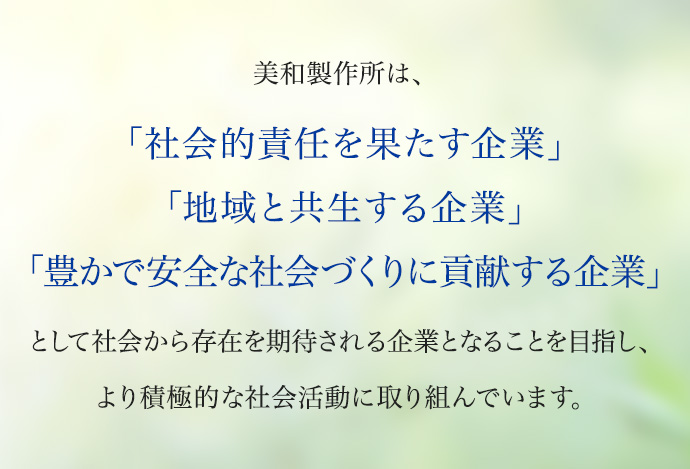 美和製作所は、
「社会的責任を果たす企業」
「地域と共生する企業」
「豊かで安全な社会づくりに貢献する企業」
として社会から存在を期待される企業となることを目指し、
より積極的な社会活動に取り組んでいます。